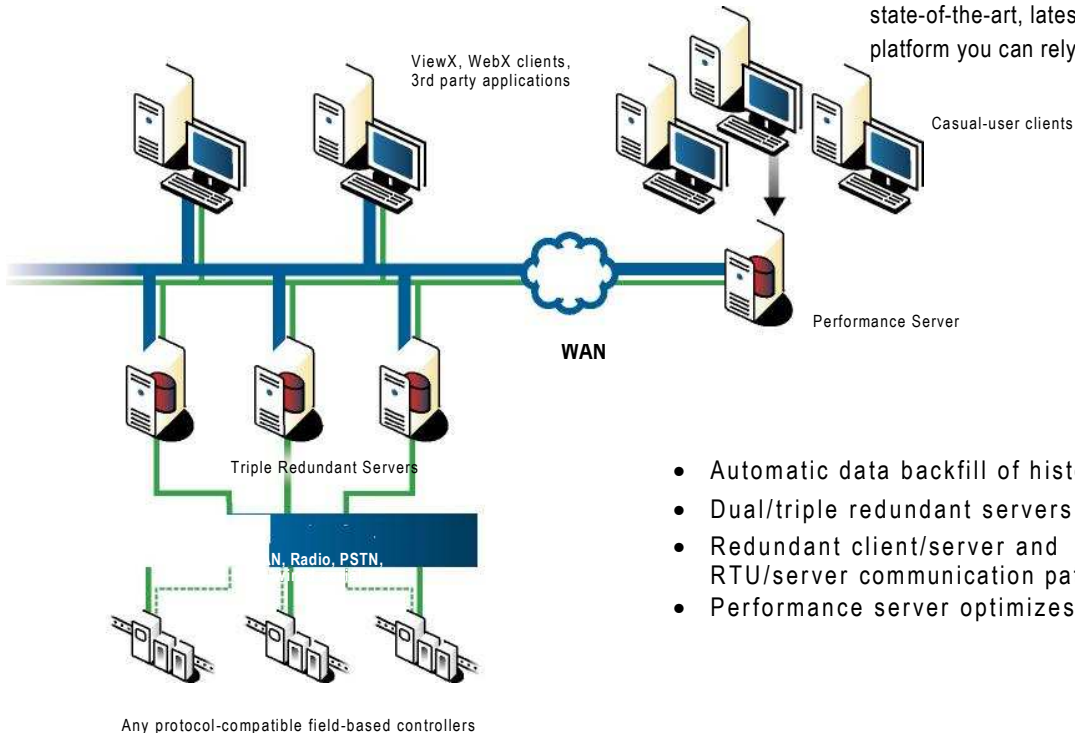 state-of-the-art, lates
platform you can rely
ViewX, WebX clients,
3rd party applications
Casual-user clients
Performance Server
WAN
Triple Redundant Servers
N, Radio, PSTN,
• Automatic data backfill of hist
• Dual/triple redundant servers
• Redundant client/server and
RTU/server communication pa
• Performance server optimizes
Any protocol-compatible field-based controllers